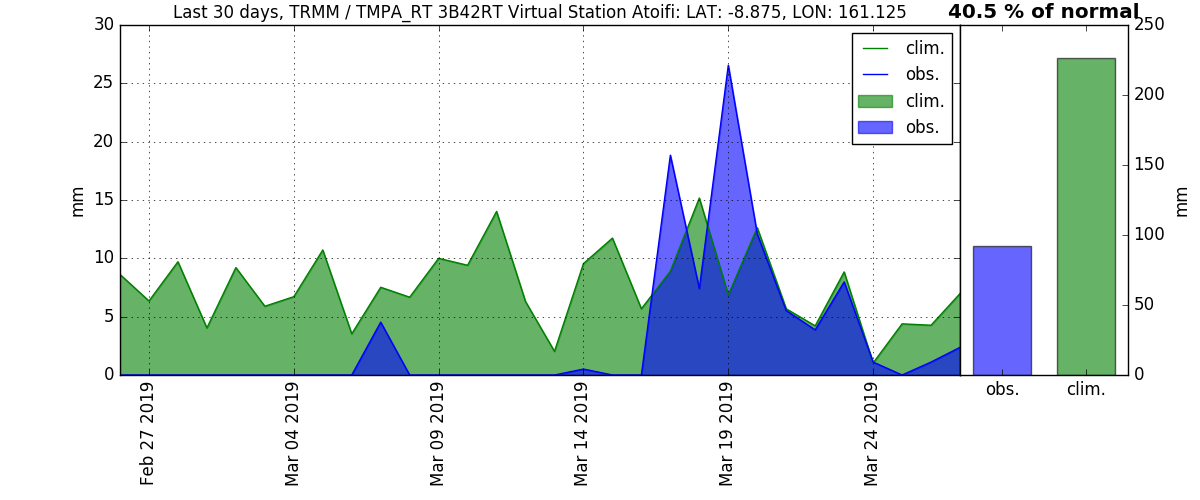 Last 30 days, TRMM / TMPA_RT 3B42RT Virtual Station Atoifi: LAT: -8.875, LON: 161.125
40.5 % of normal
30
25
20
15
10
5
0
mm
clim.
obs.
clim.
obs.
Feb 27 2019
Mar 04 2019
Mar 09 2019
Mar 14 2019
Mar 19 2019
Mar 24 2019
250
200
150
100
50
0
mm
obs.
clim.